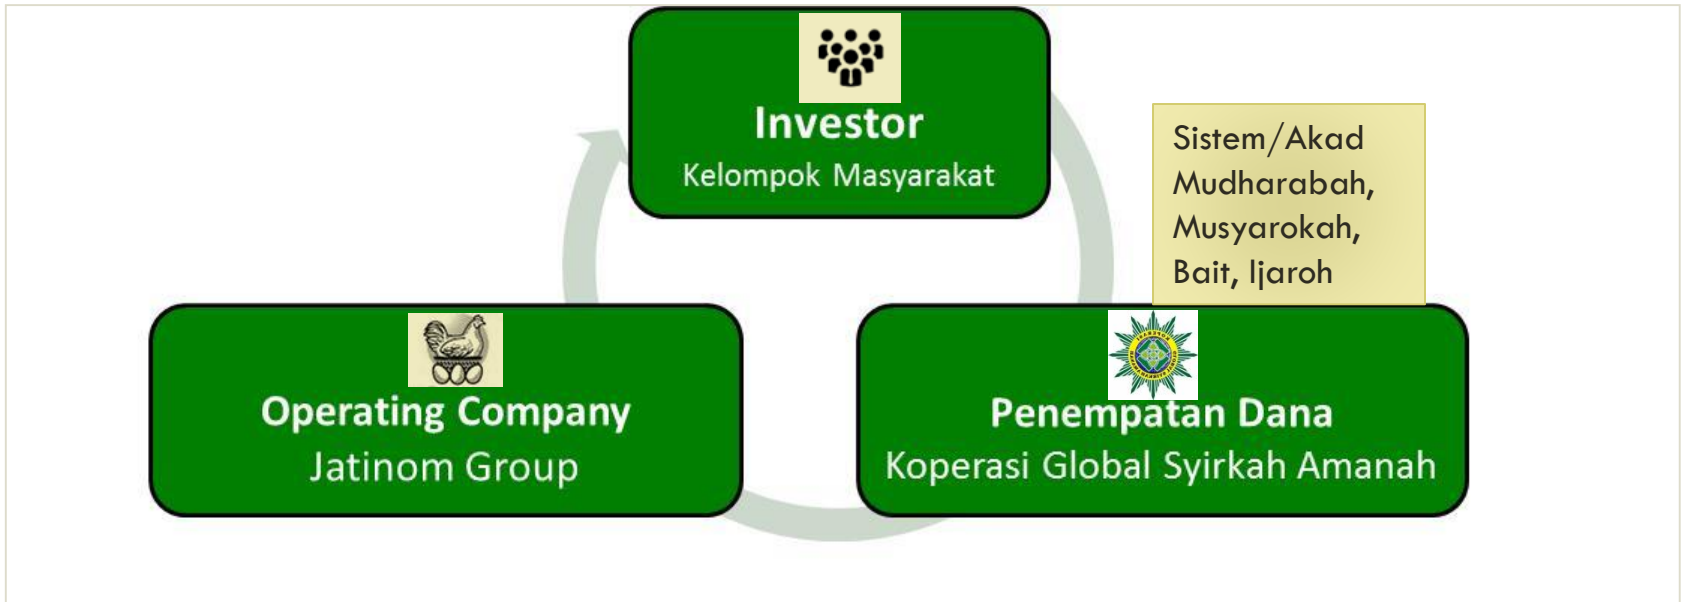 Investor
Kelompok Masyarakat
Sistem/Akad
Mudharabah,
Musyarokah,
Bait, Ijaroh
Operating Company
Jatinom Group
Penempatan Dana
Koperasi Global Syirkah Amanah